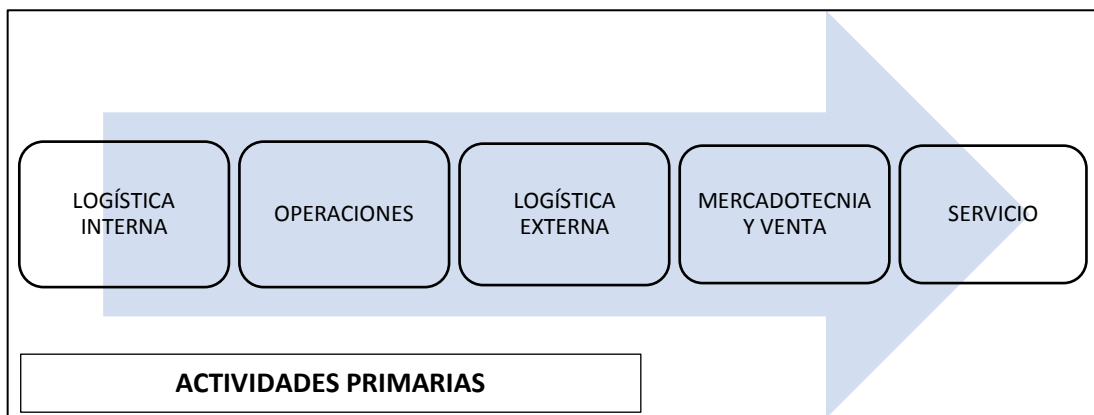 LOGÍSTICA
INTERNA
OPERACIONES
LOGÍSTICA
EXTERNA
MERCADOTECNIA
Y VENTA
SERVICIO
ACTIVIDADES PRIMARIAS